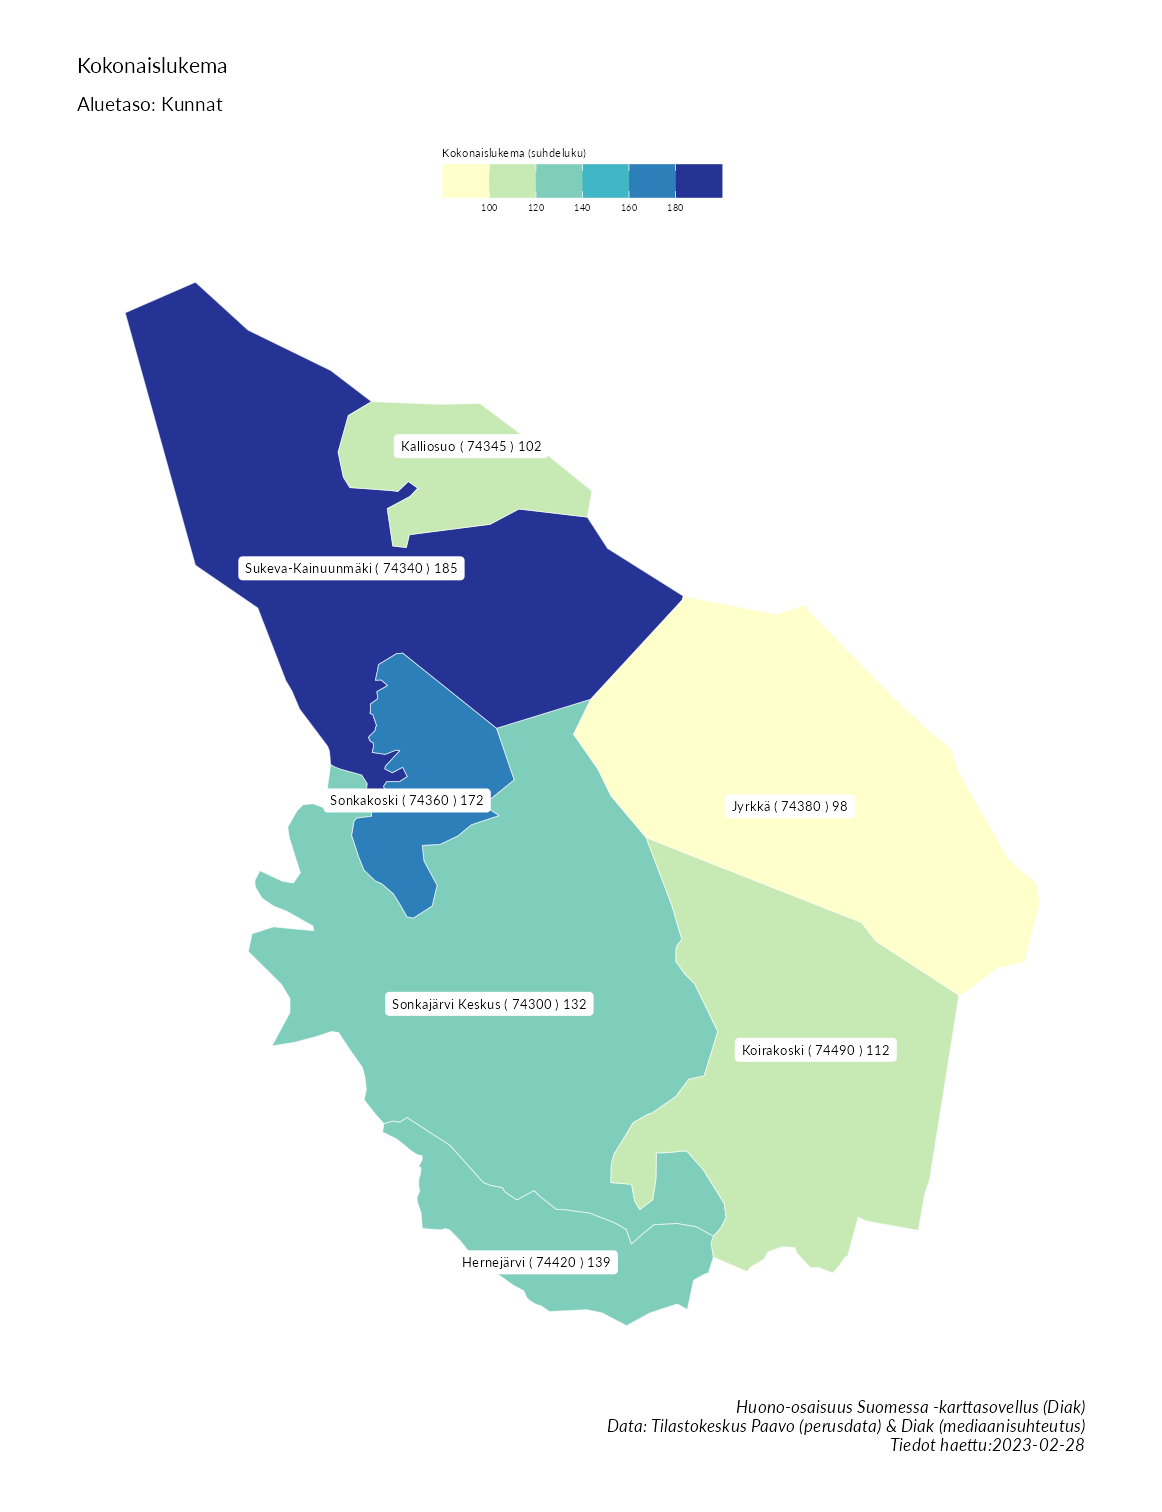 Kokonaislukema
Aluetaso: Kunnat
Kokonaislukema (suhdeluku)
100 120 140 160 180
Kalliosuo ( 74345 ) 102
Sukeva-Kainuunmäki ( 74340 ) 185
Sonkakoski ( 74360 ) 172
Jyrkkä ( 74380 ) 98
Sonkajärvi Keskus ( 74300 ) 132
Koirakoski ( 74490 ) 112
Hernejärvi ( 74420 ) 139
Huono-osaisuus Suomessa -karttasovellus (Diak)
Data: Tilastokeskus Paavo (perusdata) & Diak (mediaanisuhteutus)
Tiedot haettu:2023-02-28